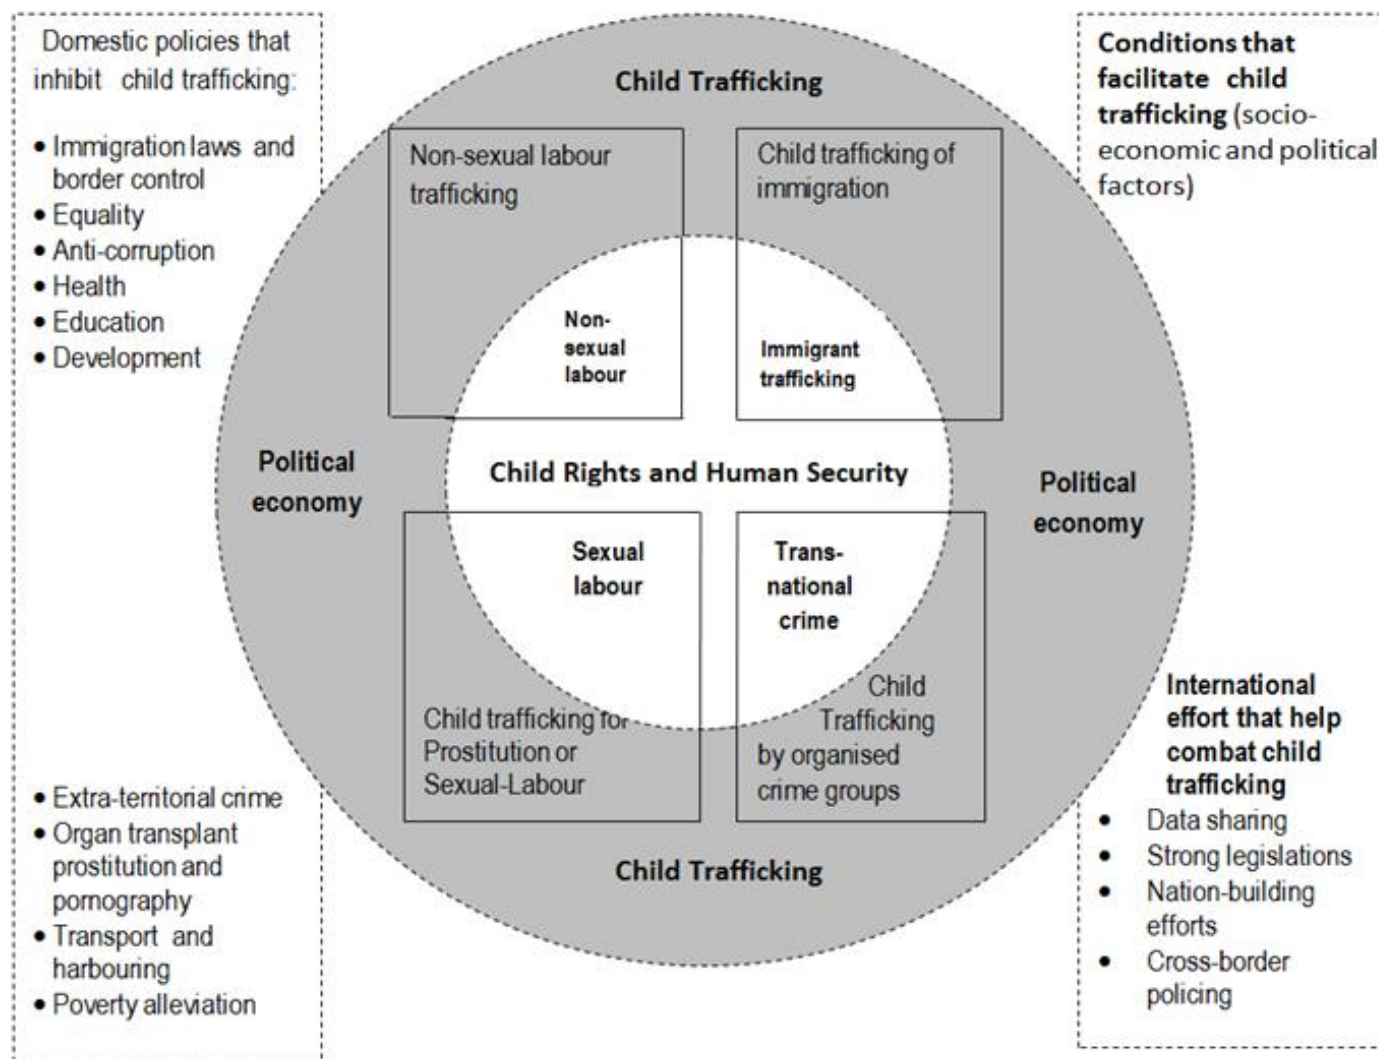 Domestic policies that
inhibit child trafficking:
• Immigration laws and
border control
• Equality
• Anti-corruption
• Health
• Education
• Development
• Extra-territorial crime
• Organ transplant
prostitution and
pornography
• Transport and
harbouring
• Poverty alleviation
Child Trafficking
Non-sexual labour
trafficking
Child trafficking of
immigration
Non-
sexual
labour
Immigrant
trafficking
Political
economy
Child Rights and Human Security
Political
economy
Sexual
labour
Trans-
national
crime
Child trafficking for
Prostitution or
Sexual-Labour
Child
Trafficking
by organised
crime groups
Child Trafficking
Conditions that
facilitate child
trafficking (socio-
economic and political
factors)
International
effort that help
combat child
trafficking
• Data sharing
• Strong legislations
• Nation-building
efforts
• Cross-border
policing